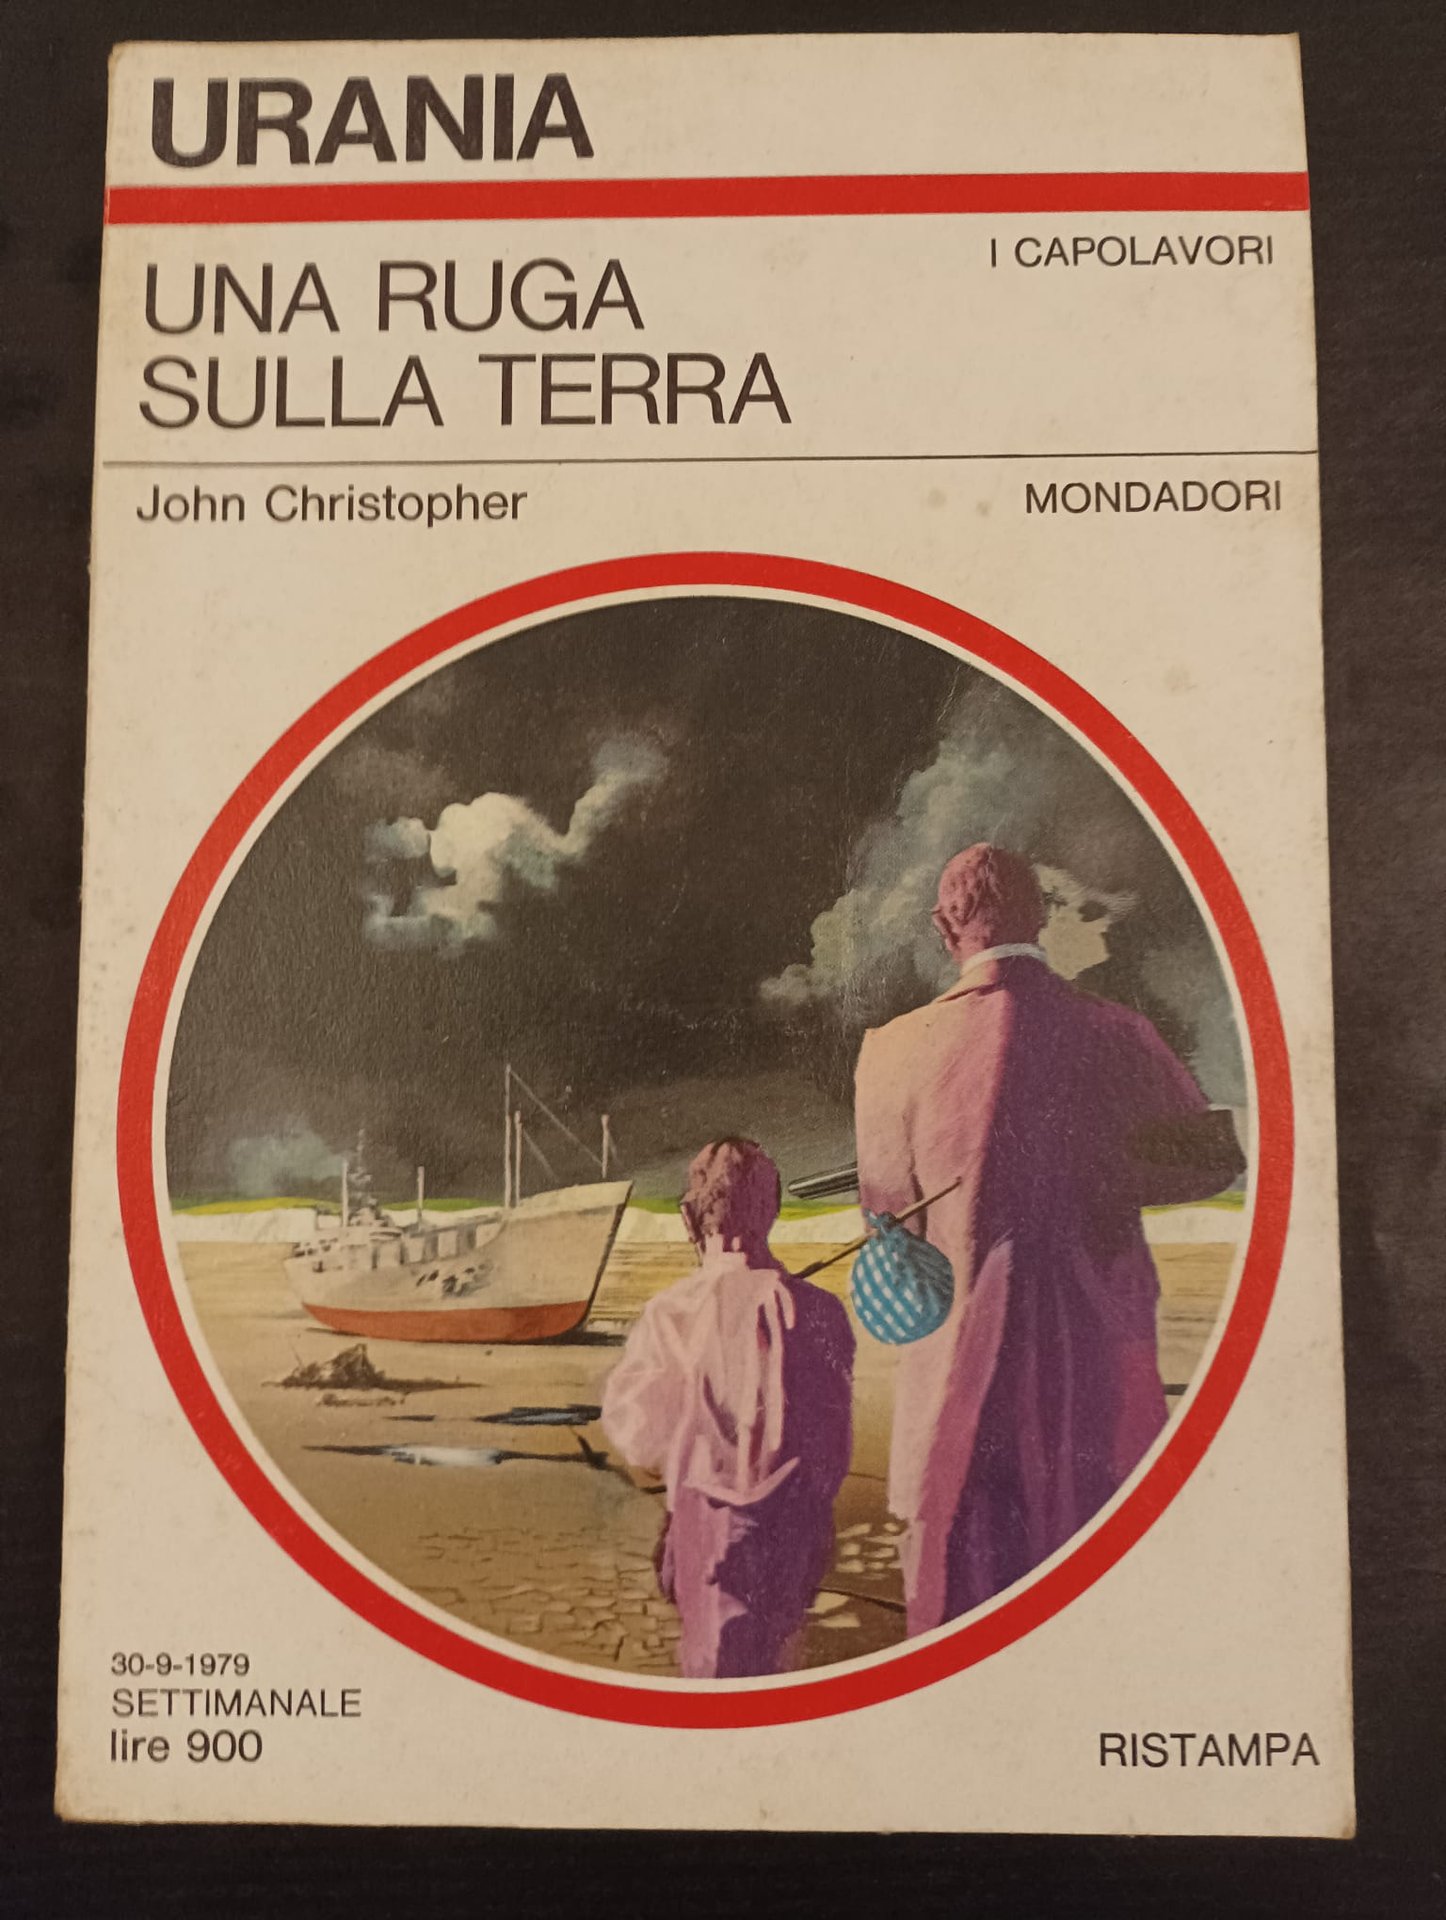 URANIA
I CAPOLAVORI
UNA RUGA
SULLA TERRA
John Christopher
MONDADORI
30-9-1979
SETTIMANALE
lire 900
RISTAMPA